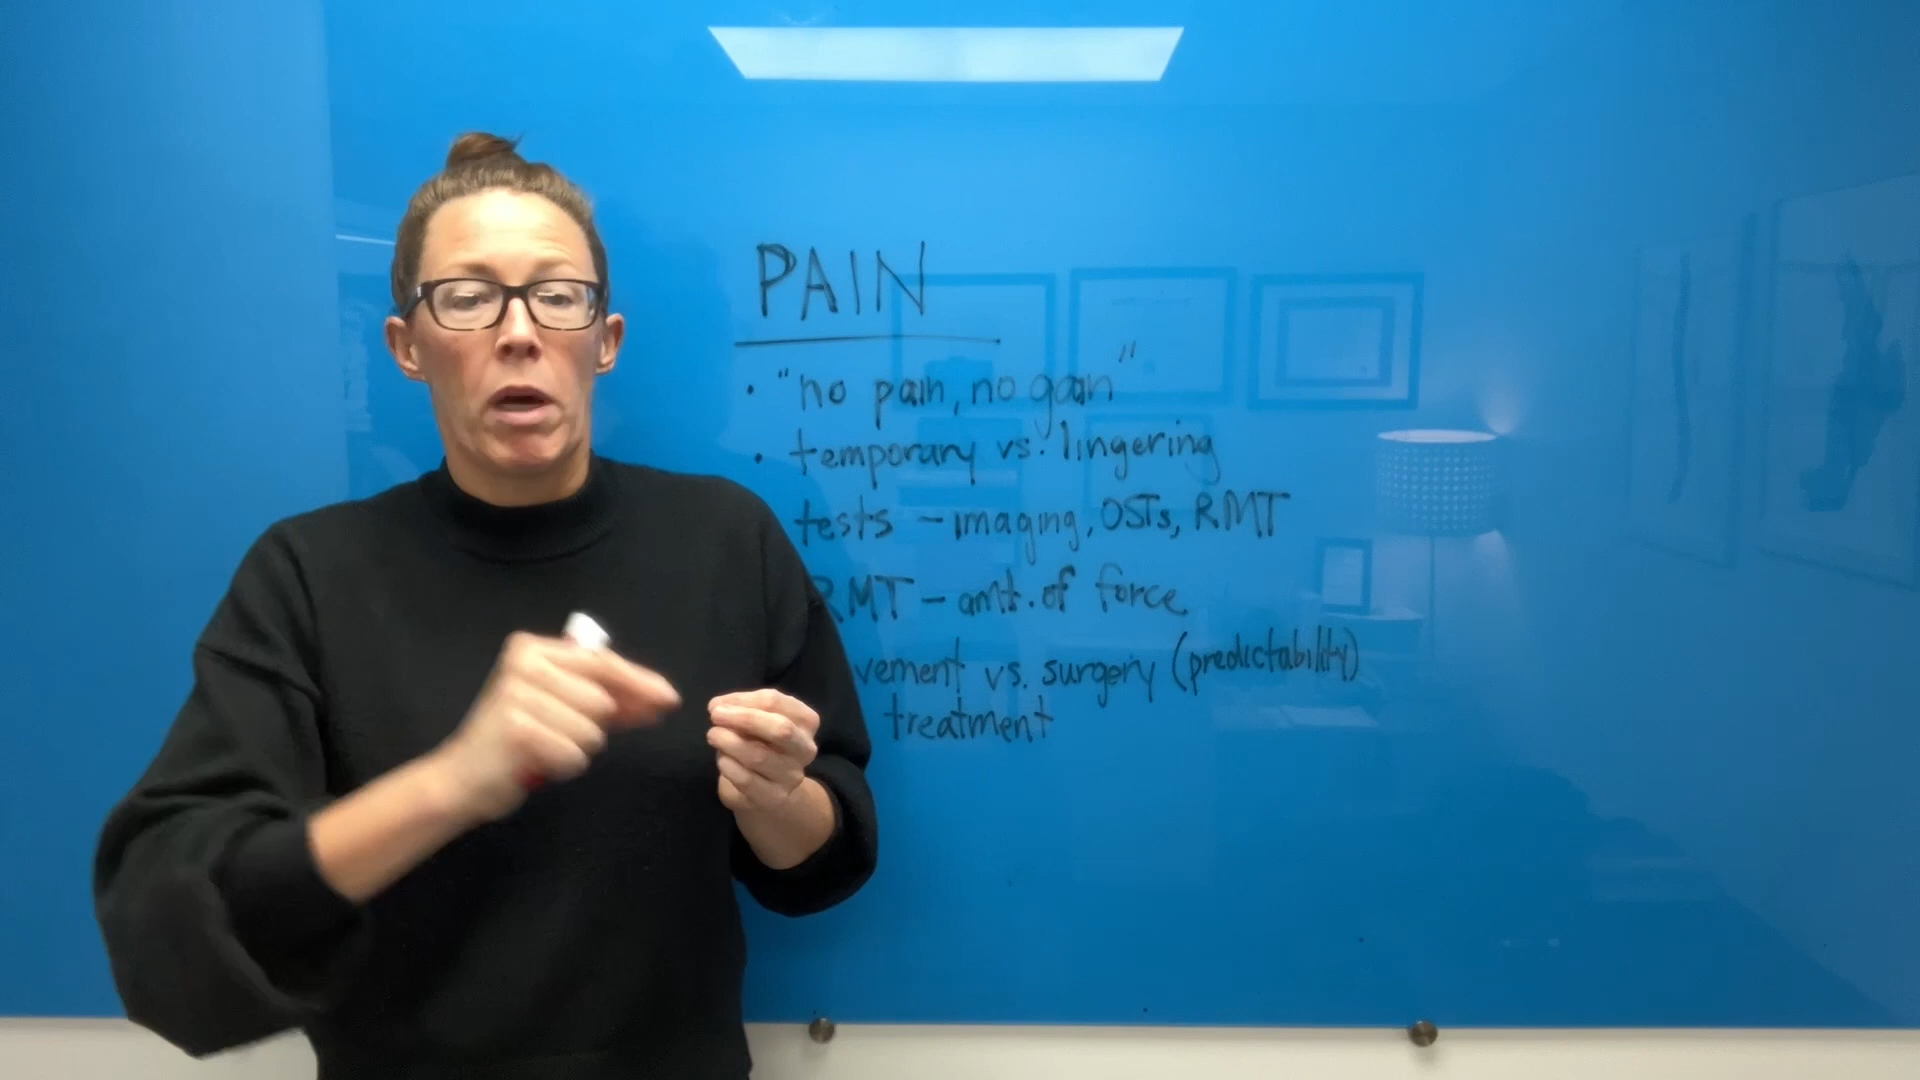 PAIN
• "no pain, no gain"
• temporary vs. lingering
tests - imaging, OSTs, RMT
RMT - amt. of force
vement vs. surgery (predictability)
treatment